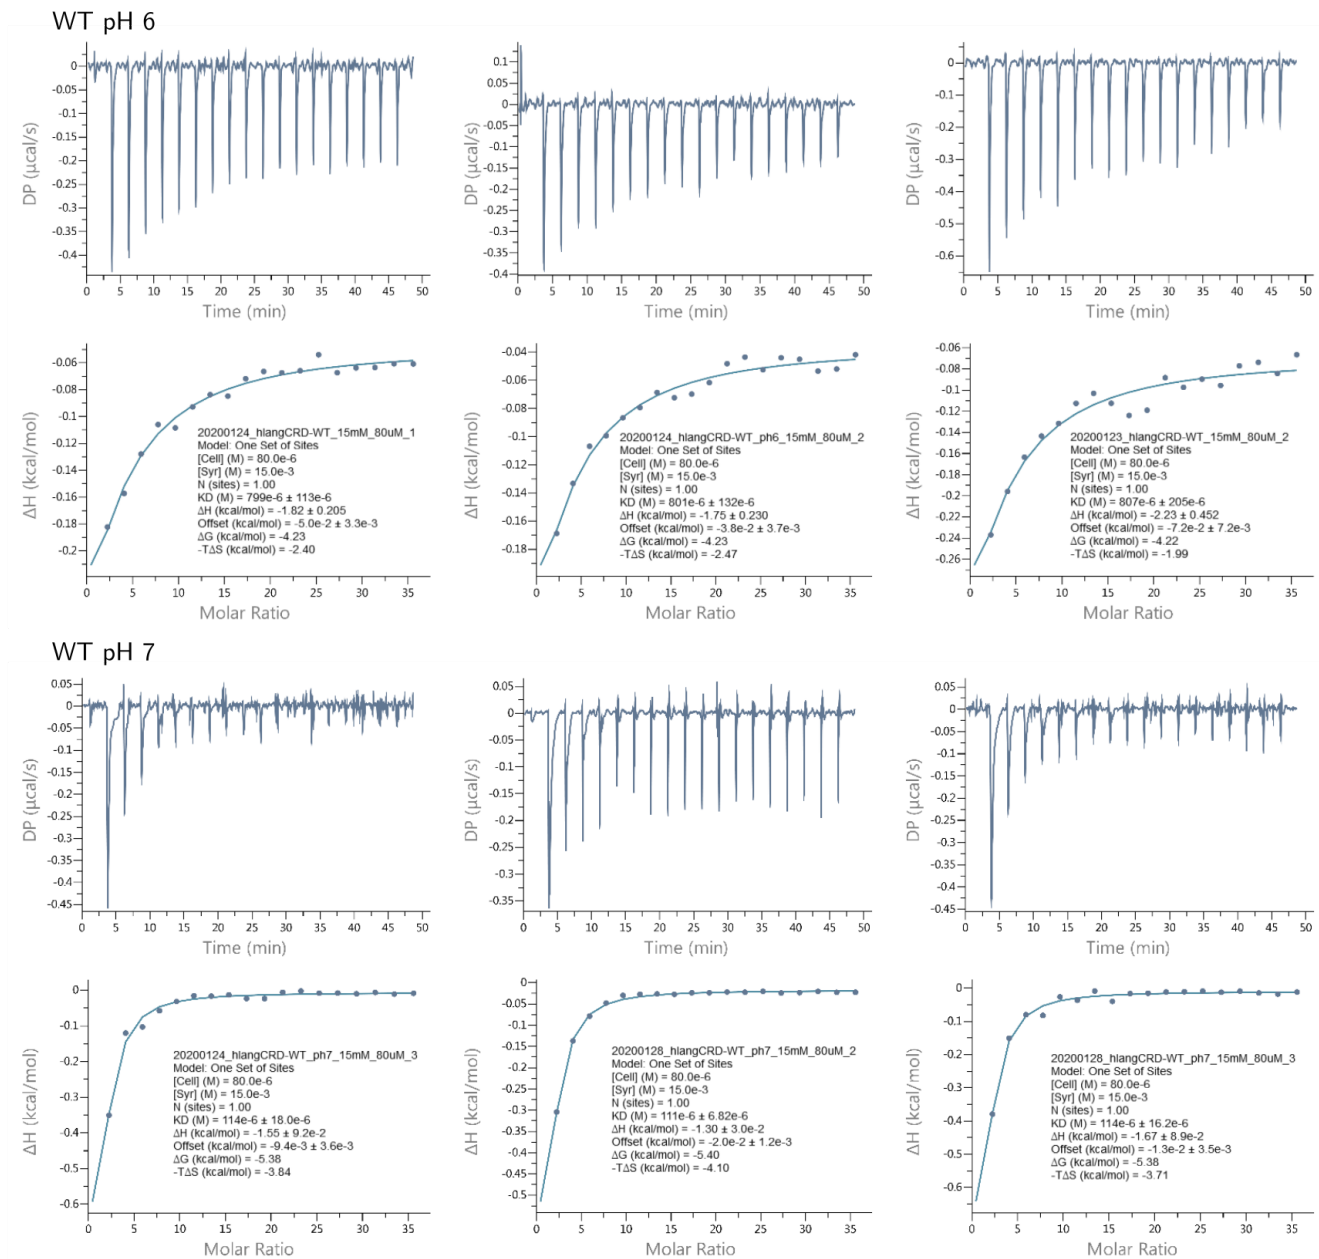 WT pH 6
0
-0.05
-0.1
-0.15
-0.2
-0.25
-0.3
-0.35
-0.4
DP (µcal/s)
0 5 10 15 20 25 30 35 40 45 50
Time (min)
0.1
0.05
0
-0.05
-0.1
-0.15
-0.2
-0.25
-0.3
-0.35
-0.4
DP (µcal/s)
0 5 10 15 20 25 30 35 40 45 50
Time (min)
0
-0.1
-0.2
-0.3
-0.4
-0.5
-0.6
DP (µcal/s)
0 5 10 15 20 25 30 35 40 45 50
Time (min)
-0.06
-0.08
-0.1
-0.12
-0.14
-0.16
-0.18
-0.2
ΔH (kcal/mol)
20200124_hlangCRD-WT_15mM_80uM_1
Model: One Set of Sites
[Cell] (M) = 80.0e-6
[Syr] (M) = 15.0e-3
N (sites) = 1.00
KD (M) = 799e-6 ± 113e-6
ΔH (kcal/mol) = -1.82 ± 0.205
Offset (kcal/mol) = -5.0e-2 ± 3.3e-3
ΔG (kcal/mol) = -4.23
-TΔS (kcal/mol) = -2.40
0 5 10 15 20 25 30 35
Molar Ratio
-0.04
-0.06
-0.08
-0.1
-0.12
-0.14
-0.16
-0.18
ΔH (kcal/mol)
20200124_hlangCRD-WT_ph6_15mM_80uM_2
Model: One Set of Sites
[Cell] (M) = 80.0e-6
[Syr] (M) = 15.0e-3
N (sites) = 1.00
KD (M) = 801e-6 ± 132e-6
ΔH (kcal/mol) = -1.75 ± 0.230
Offset (kcal/mol) = -3.8e-2 ± 3.7e-3
ΔG (kcal/mol) = -4.23
-TΔS (kcal/mol) = -2.47
0 5 10 15 20 25 30 35
Molar Ratio
-0.06
-0.08
-0.1
-0.12
-0.14
-0.16
-0.18
-0.2
-0.22
-0.24
-0.26
ΔH (kcal/mol)
20200123_hlangCRD-WT_15mM_80uM_2
Model: One Set of Sites
[Cell] (M) = 80.0e-6
[Syr] (M) = 15.0e-3
N (sites) = 1.00
KD (M) = 807e-6 ± 205e-6
ΔH (kcal/mol) = -2.23 ± 0.452
Offset (kcal/mol) = -7.2e-2 ± 7.2e-3
ΔG (kcal/mol) = -4.22
-TΔS (kcal/mol) = -1.99
0 5 10 15 20 25 30 35
Molar Ratio
WT pH 7
0.05
0
-0.05
-0.1
-0.15
-0.2
-0.25
-0.3
-0.35
-0.4
-0.45
DP (µcal/s)
0 5 10 15 20 25 30 35 40 45 50
Time (min)
0.05
0
-0.05
-0.1
-0.15
-0.2
-0.25
-0.3
-0.35
DP (µcal/s)
0 5 10 15 20 25 30 35 40 45 50
Time (min)
0.05
0
-0.05
-0.1
-0.15
-0.2
-0.25
-0.3
-0.35
-0.4
-0.45
DP (µcal/s)
0 5 10 15 20 25 30 35 40 45 50
Time (min)
0
-0.1
-0.2
-0.3
-0.4
-0.5
-0.6
ΔH (kcal/mol)
20200124_hlangCRD-WT_ph7_15mM_80uM_3
Model: One Set of Sites
[Cell] (M) = 80.0e-6
[Syr] (M) = 15.0e-3
N (sites) = 1.00
KD (M) = 114e-6 ± 18.0e-6
ΔH (kcal/mol) = -1.55 ± 9.2e-2
Offset (kcal/mol) = -9.4e-3 ± 3.6e-3
ΔG (kcal/mol) = -5.38
-TΔS (kcal/mol) = -3.84
0 5 10 15 20 25 30 35
Molar Ratio
0
-0.05
-0.1
-0.15
-0.2
-0.25
-0.3
-0.35
-0.4
-0.45
-0.5
ΔH (kcal/mol)
20200128_hlangCRD-WT_ph7_15mM_80uM_2
Model: One Set of Sites
[Cell] (M) = 80.0e-6
[Syr] (M) = 15.0e-3
N (sites) = 1.00
KD (M) = 111e-6 ± 6.82e-6
ΔH (kcal/mol) = -1.30 ± 3.0e-2
Offset (kcal/mol) = -2.0e-2 ± 1.2e-3
ΔG (kcal/mol) = -5.40
-TΔS (kcal/mol) = -4.10
0 5 10 15 20 25 30 35
Molar Ratio
0
-0.1
-0.2
-0.3
-0.4
-0.5
-0.6
ΔH (kcal/mol)
20200128_hlangCRD-WT_ph7_15mM_80uM_3
Model: One Set of Sites
[Cell] (M) = 80.0e-6
[Syr] (M) = 15.0e-3
N (sites) = 1.00
KD (M) = 114e-6 ± 16.2e-6
ΔH (kcal/mol) = -1.67 ± 8.9e-2
Offset (kcal/mol) = -1.3e-2 ± 3.5e-3
ΔG (kcal/mol) = -5.38
-TΔS (kcal/mol) = -3.71
0 5 10 15 20 25 30 35
Molar Ratio